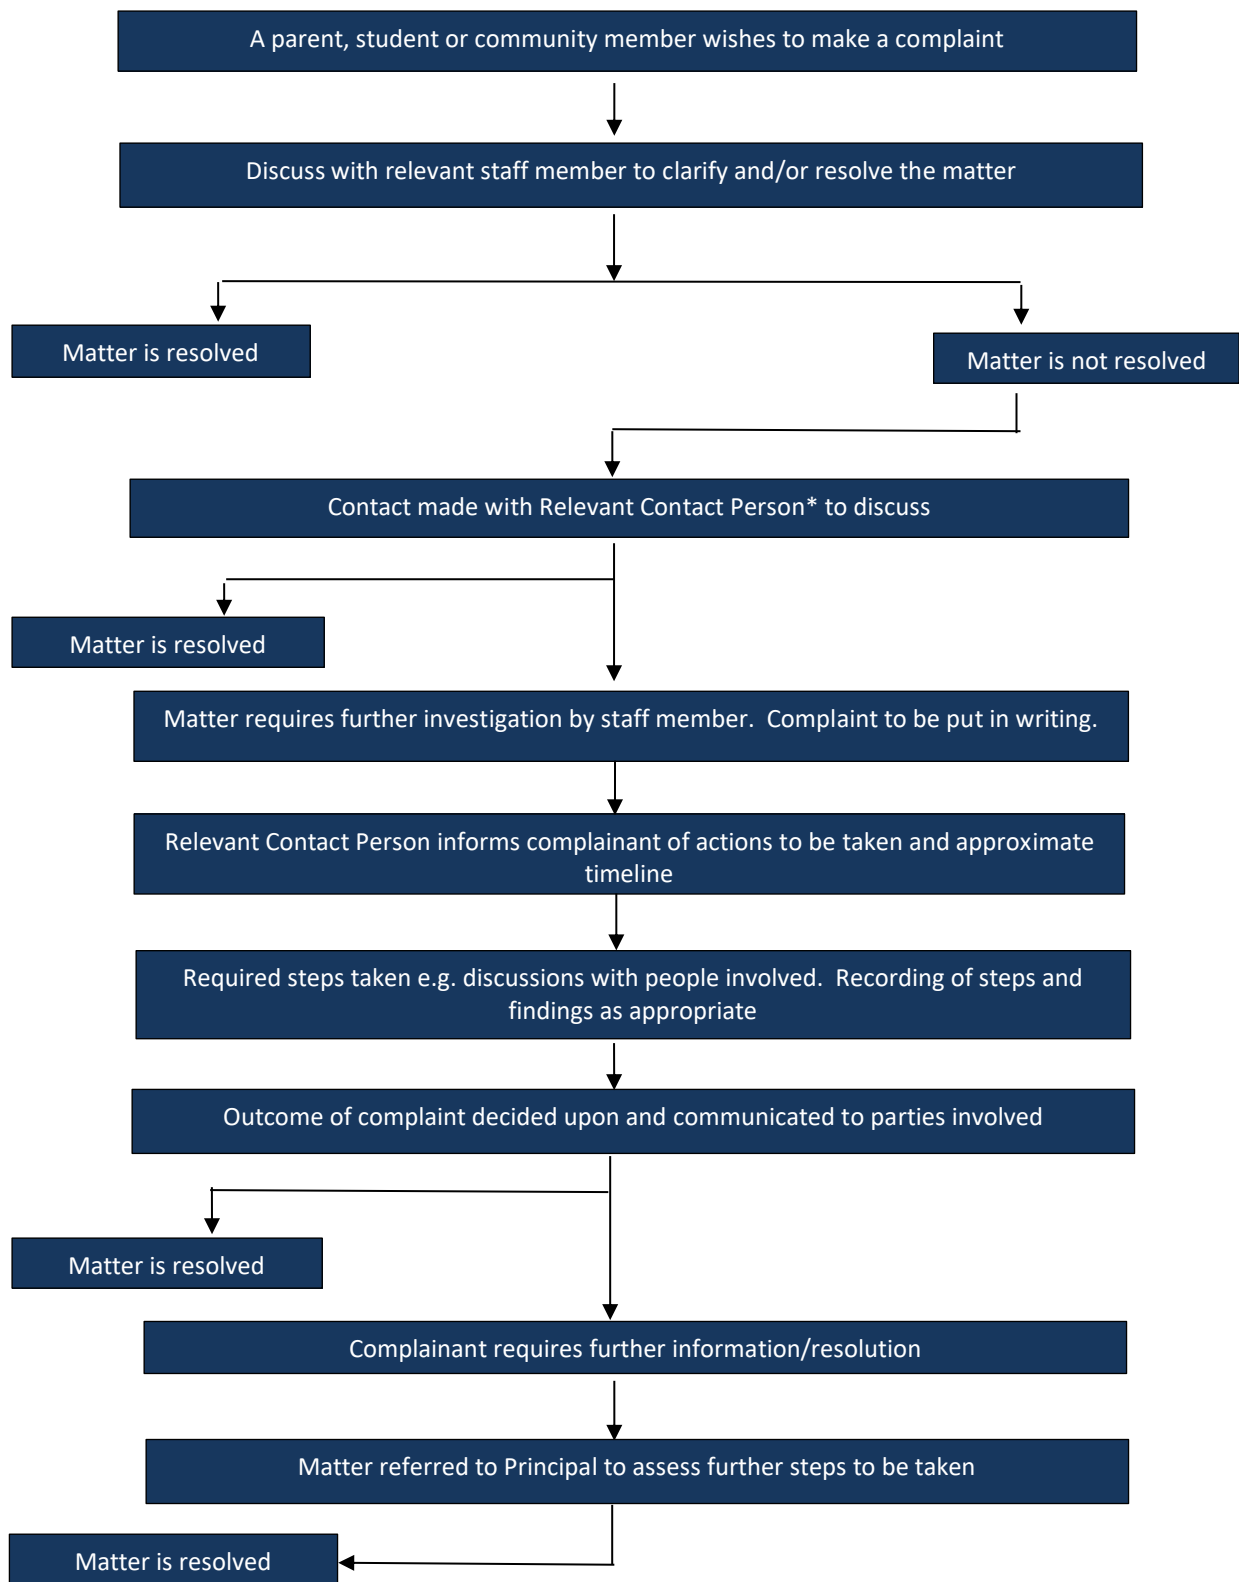 A parent, student or community member wishes to make a complaint
Discuss with relevant staff member to clarify and/or resolve the matter
Matter is resolved
Matter is not resolved
Contact made with Relevant Contact Person* to discuss
Matter is resolved
Matter requires further investigation by staff member.  Complaint to be put in writing.
Relevant Contact Person informs complainant of actions to be taken and approximate
timeline
Required steps taken e.g. discussions with people involved.  Recording of steps and
findings as appropriate
Outcome of complaint decided upon and communicated to parties involved
Matter is resolved
Complainant requires further information/resolution
Matter referred to Principal to assess further steps to be taken
Matter is resolved